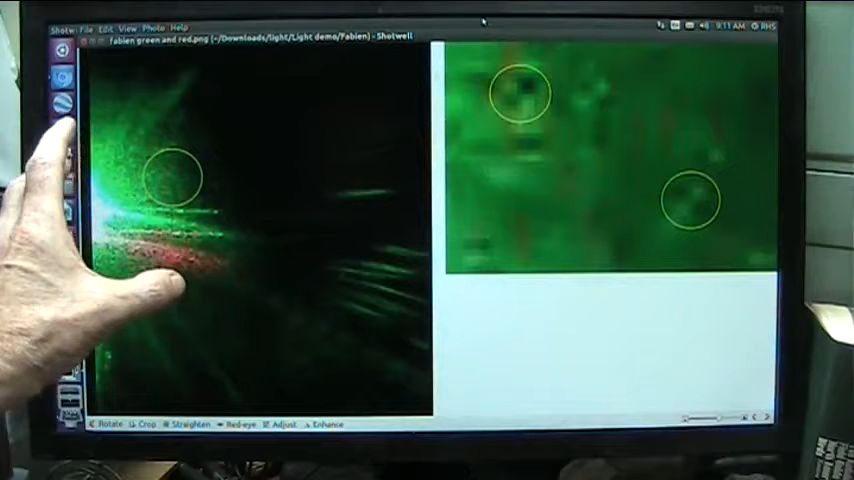 Shotw File Edit View Photo Help
9:11 AM RHS
fabien green and red.png (~/Downloads/light/Light demo/Fabien) - Shotwell
Rotate Crop Straighten Red-eye Adjust Enhance